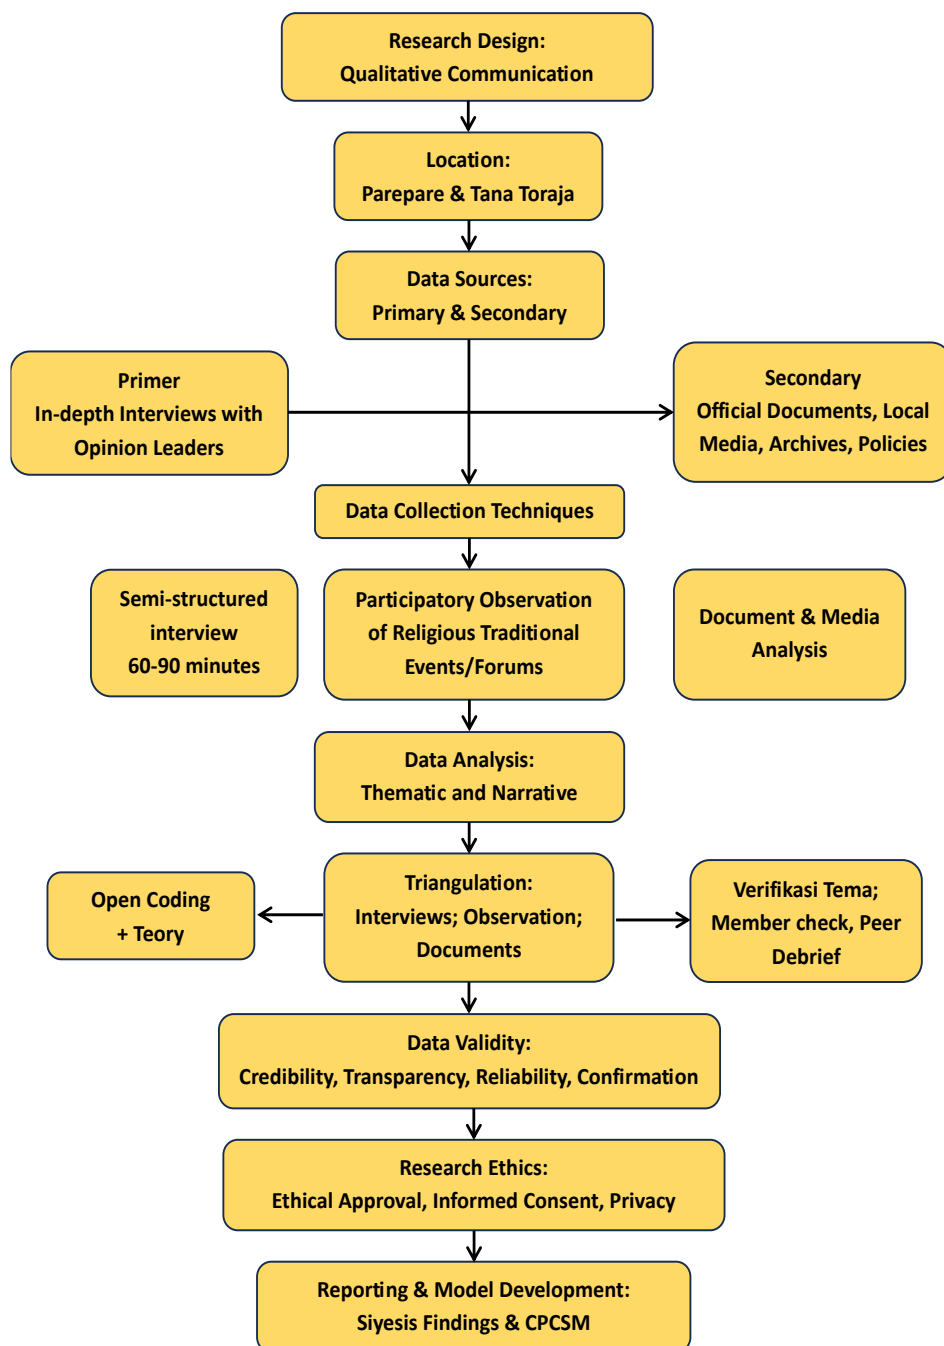 Research Design:
Qualitative Communication
Location:
Parepare & Tana Toraja
Data Sources:
Primary & Secondary
Primer
In-depth Interviews with
Opinion Leaders
Secondary
Official Documents, Local
Media, Archives, Policies
Data Collection Techniques
Semi-structured
interview
60-90 minutes
Participatory Observation
of Religious Traditional
Events/Forums
Document & Media
Analysis
Data Analysis:
Thematic and Narrative
Open Coding
+ Teory
Triangulation:
Interviews; Observation;
Documents
Verifikasi Tema;
Member check, Peer
Debrief
Data Validity:
Credibility, Transparency, Reliability, Confirmation
Research Ethics:
Ethical Approval, Informed Consent, Privacy
Reporting & Model Development:
Siyesis Findings & CPCSM